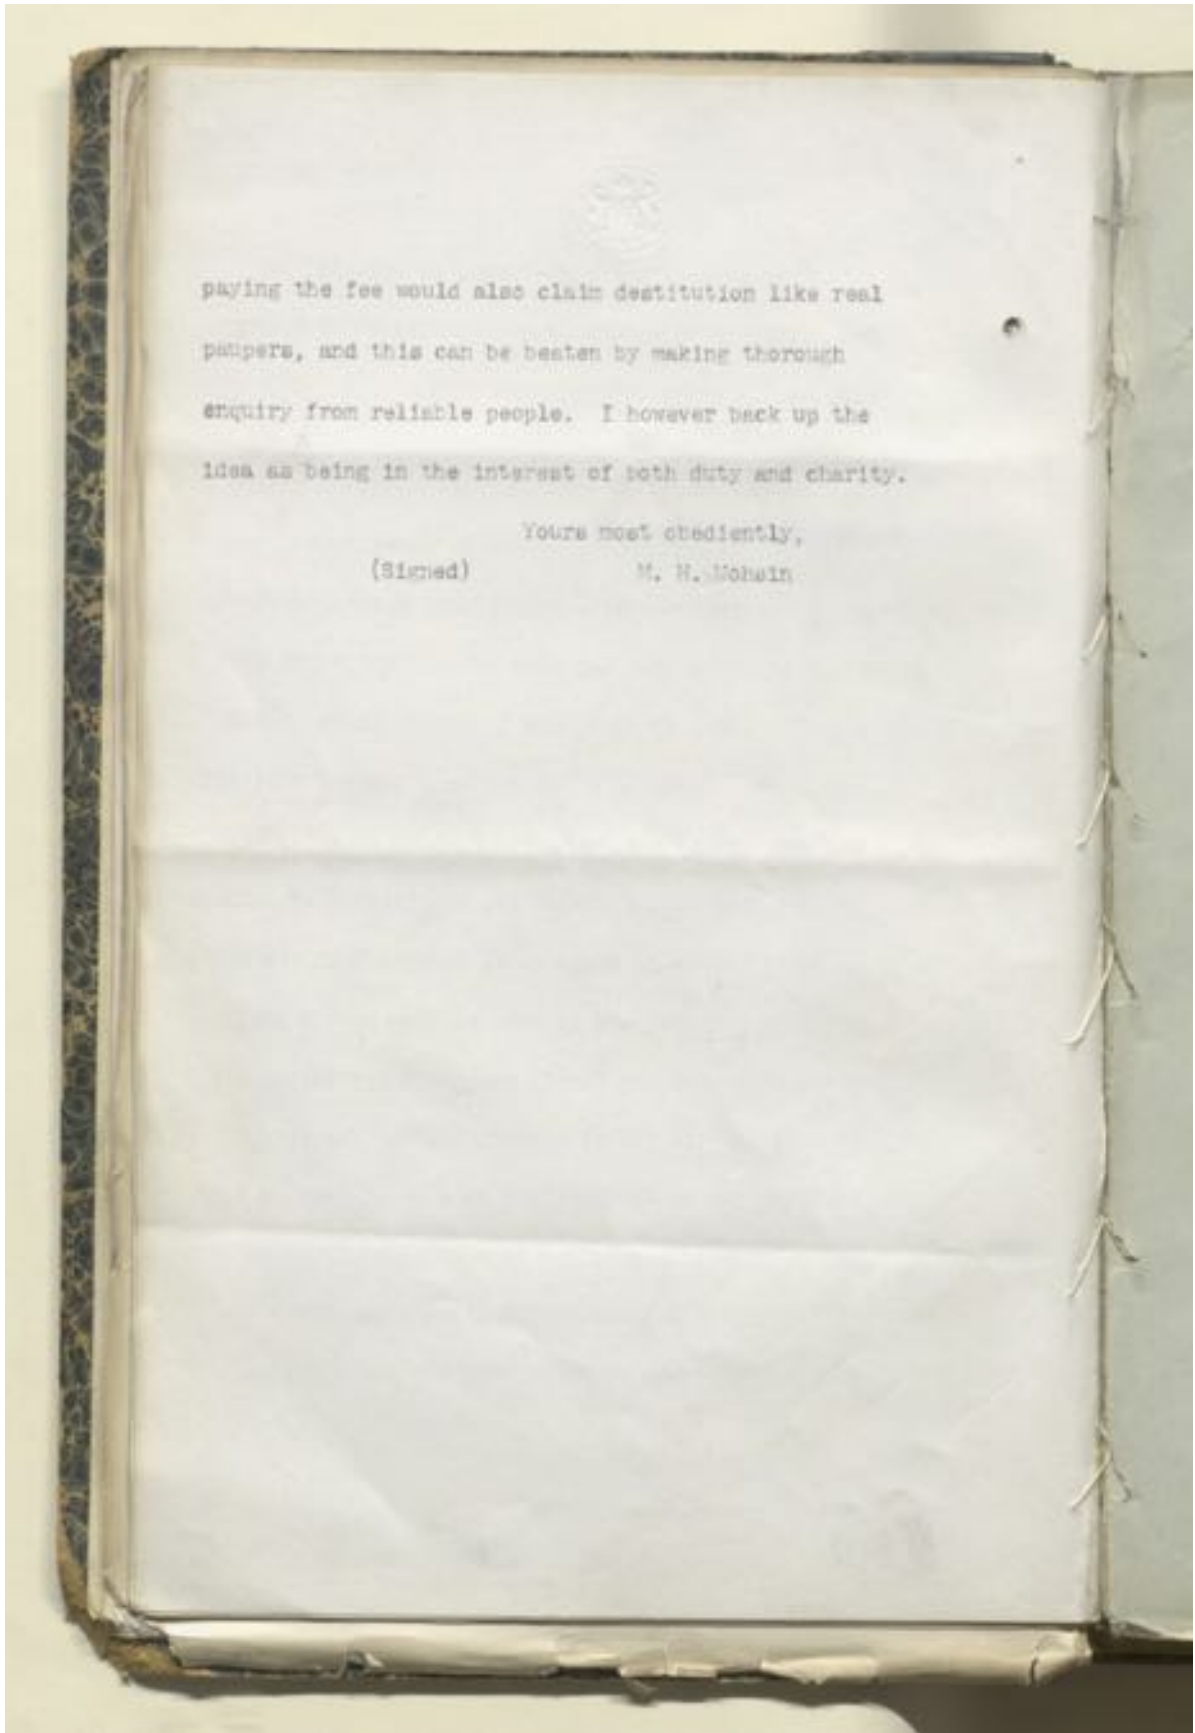 paying the fee would also claim destitution like real
paupers, and this can be beaten by making thorough
enquiry from reliable people. I however back up the
idea as being in the interest of both duty and charity.
Yours most obediently,
(Signed) M. N. Mohsin